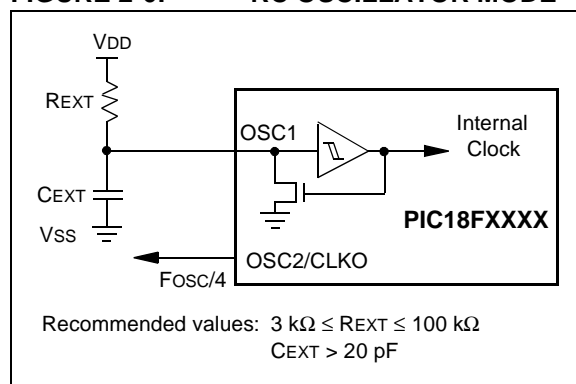 VDD
REXT
OSC1
Internal
Clock
CEXT
PIC18FXXXX
VSS
OSC2/CLKO
FOSC/4
Recommended values: 3 kΩ ≤ REXT ≤ 100 kΩ
CEXT > 20 pF